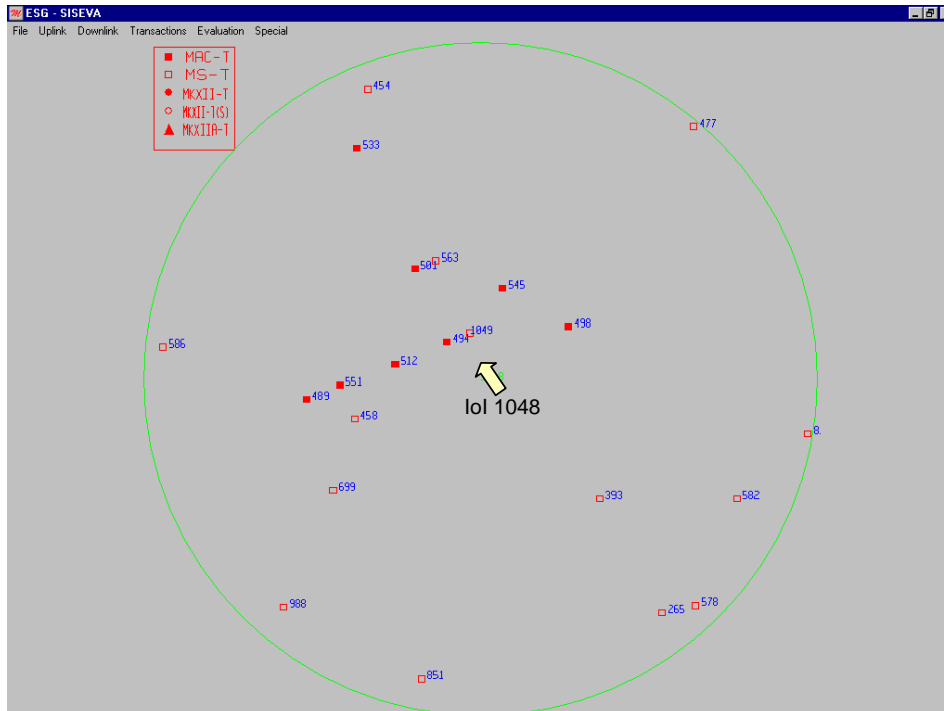 ESG - SISEVA
File Uplink Downlink Transactions Evaluation Special
MAC-T
MS-T
MKXII-T
MKXII-T(S)
MKXIIA-T
454
477
533
563
501
545
498
1049
494
586
512
551
489
IoI 1048
458
8.
699
393
582
988
578
265
851